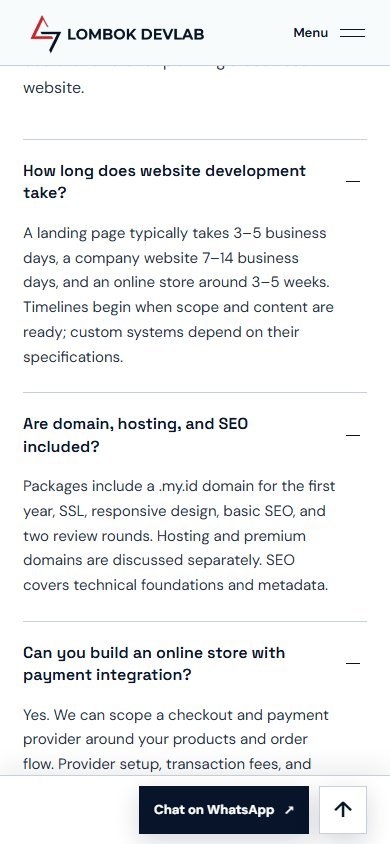 LOMBOK DEVLAB
Menu
website.
How long does website development
take?
A landing page typically takes 3–5 business
days, a company website 7–14 business
days, and an online store around 3–5 weeks.
Timelines begin when scope and content are
ready; custom systems depend on their
specifications.
Are domain, hosting, and SEO
included?
Packages include a .my.id domain for the first
year, SSL, responsive design, basic SEO, and
two review rounds. Hosting and premium
domains are discussed separately. SEO
covers technical foundations and metadata.
Can you build an online store with
payment integration?
Yes. We can scope a checkout and payment
provider around your products and order
flow. Provider setup, transaction fees, and
Chat on WhatsApp ↗